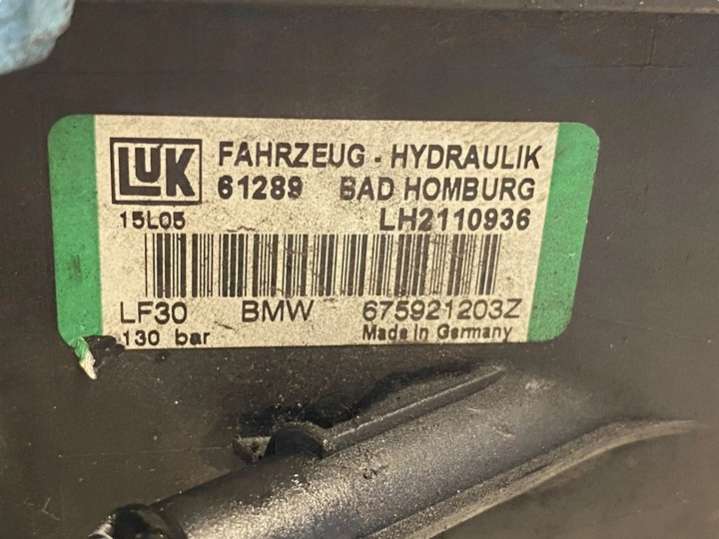 LuK FAHRZEUG - HYDRAULIK
61289 BAD HOMBURG
15L05 LH2110936
LF30 BMW 675921203Z
130 bar Made in Germany